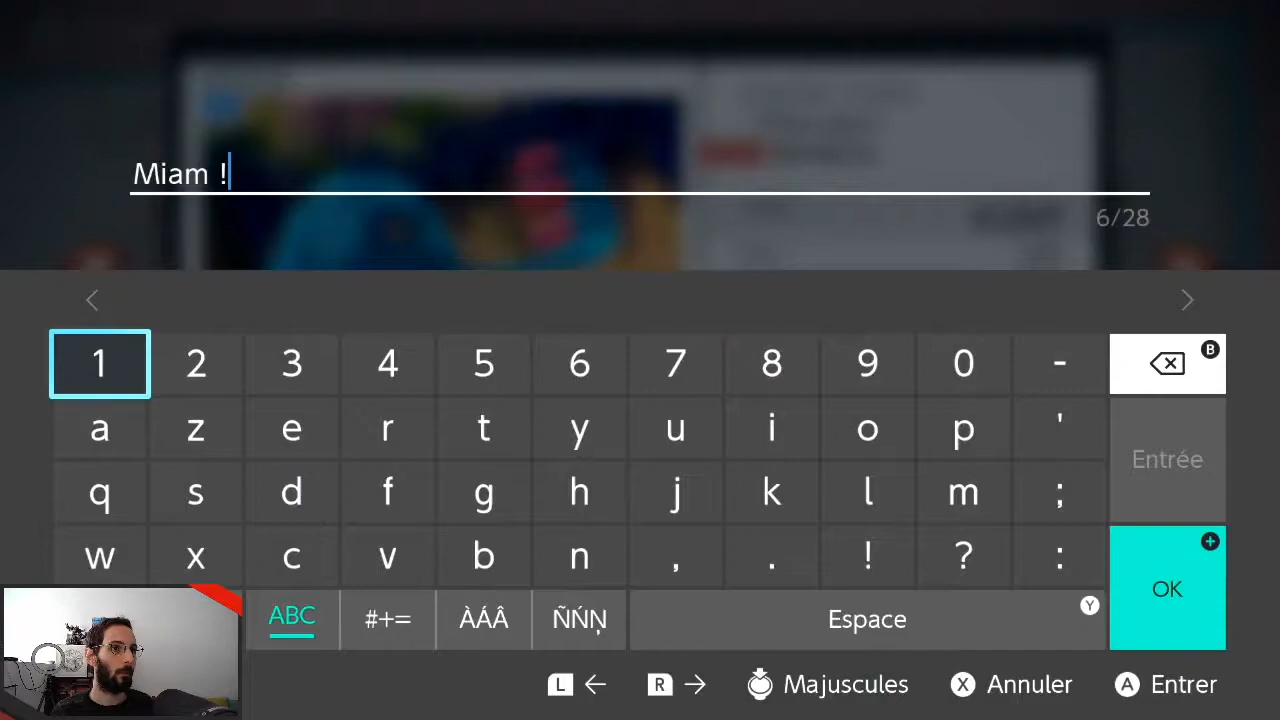 Miam !
6/28
1 2 3 4 5 6 7 8 9 0 - B
a z e r t y u i o p '
Entrée
q s d f g h j k l m ;
w x c v b n , . ! ? :
OK
ABC #+= ÀÁÂ ÑŃŅ Espace Y
L ← R → Majuscules X Annuler A Entrer